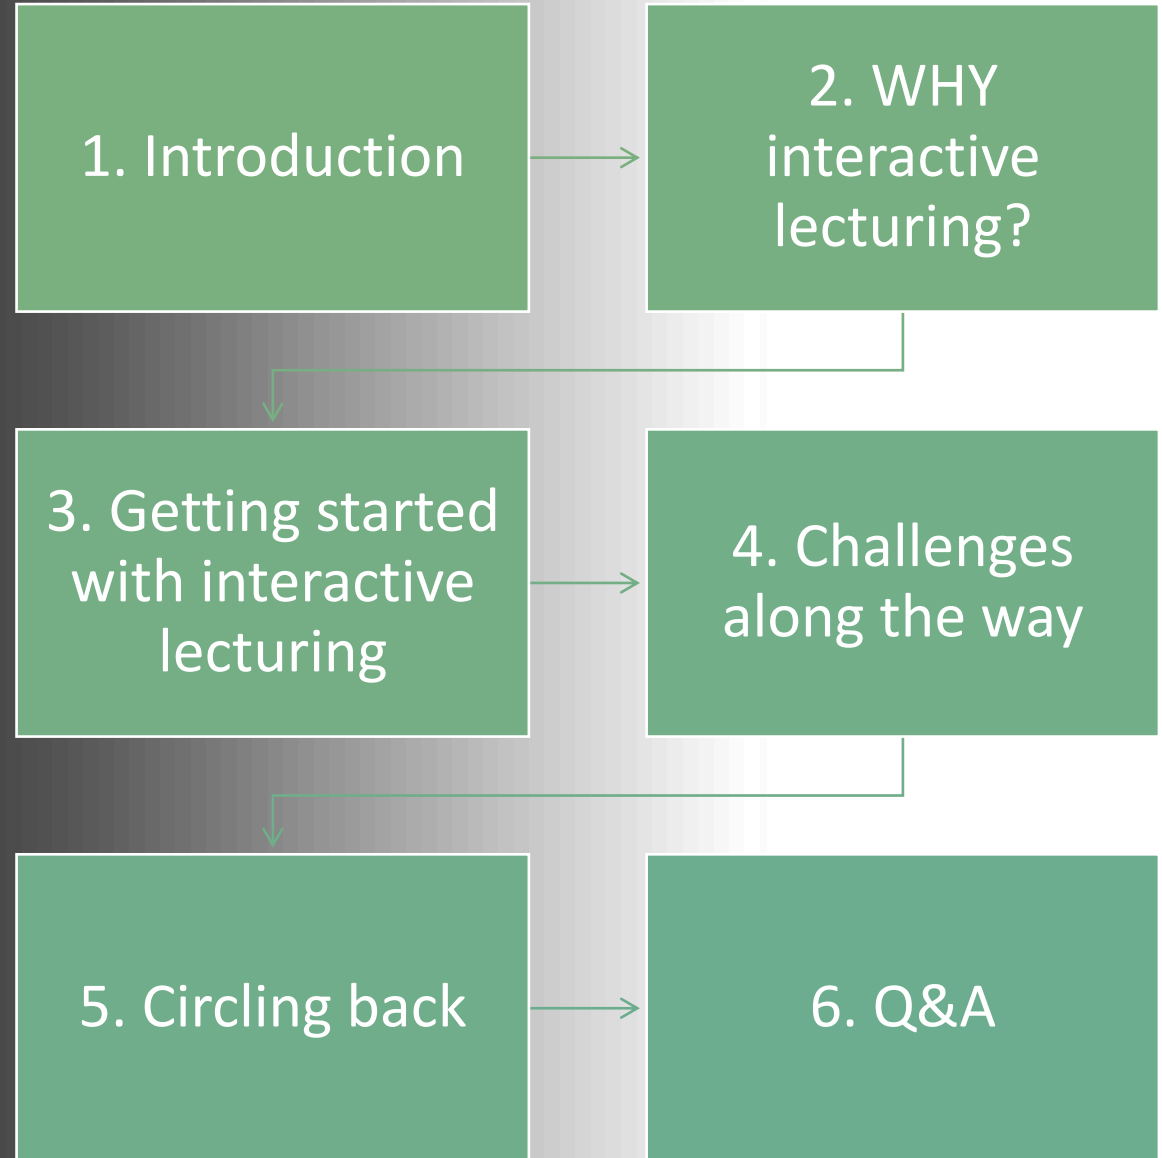 1. Introduction
2. WHY
interactive
lecturing?
3. Getting started
with interactive
lecturing
4. Challenges
along the way
5. Circling back
6. Q&A